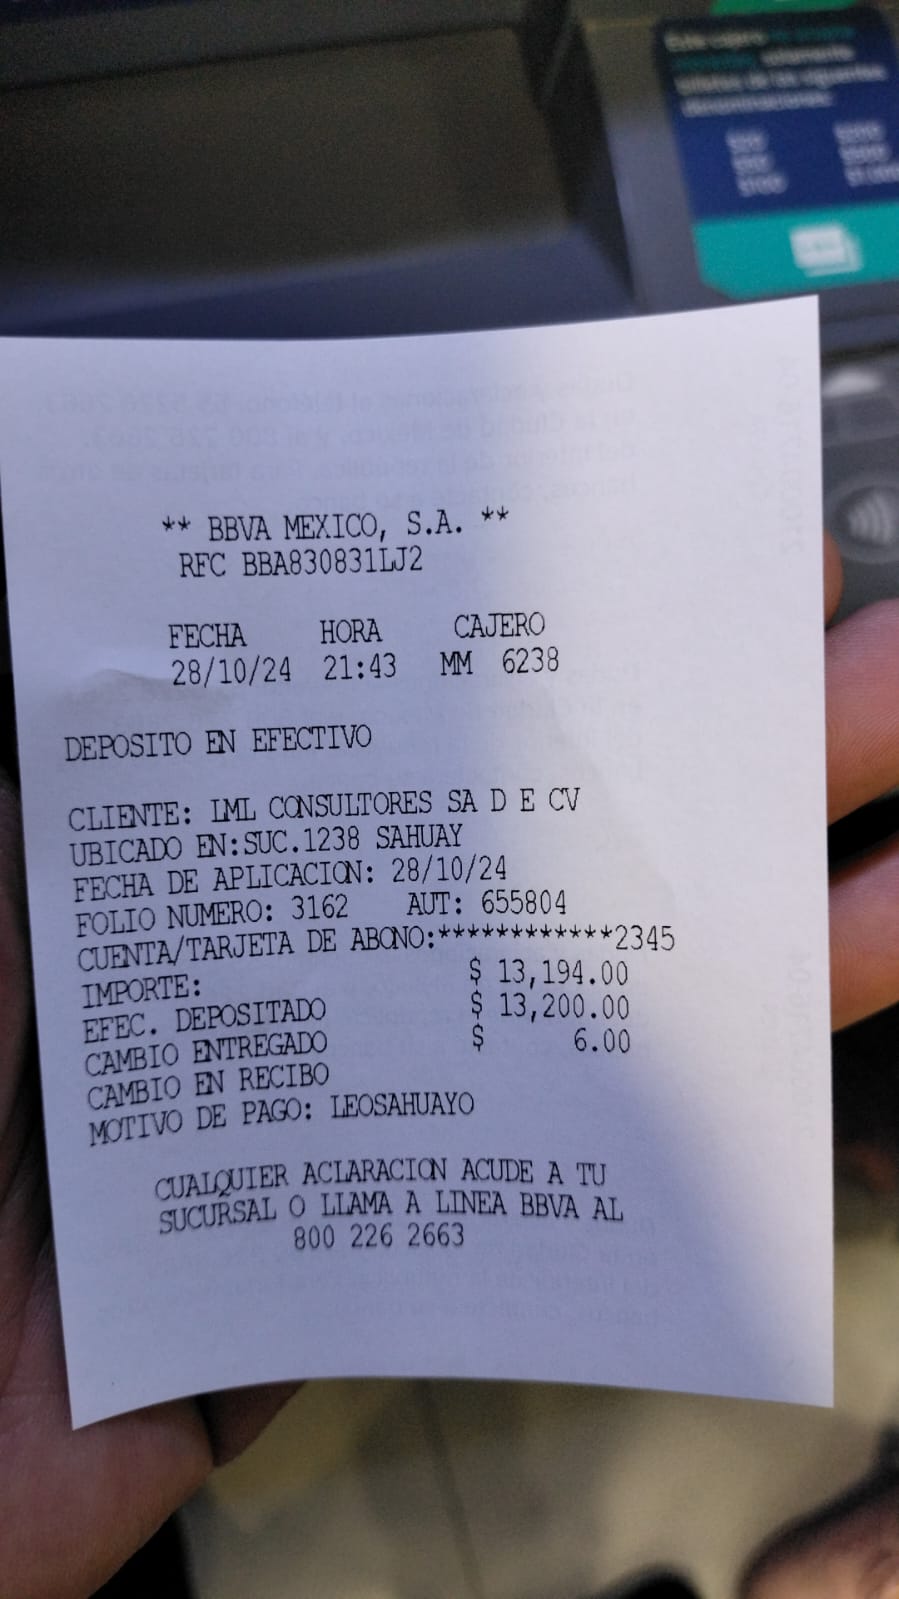 ** BBVA MEXICO, S.A. **
RFC BBA830831LJ2
FECHA HORA CAJERO
28/10/24 21:43 MM 6238
DEPOSITO EN EFECTIVO
CLIENTE: LML CONSULTORES SA D E CV
UBICADO EN:SUC.1238 SAHUAY
FECHA DE APLICACION: 28/10/24
FOLIO NUMERO: 3162 AUT: 655804
CUENTA/TARJETA DE ABONO:************2345
IMPORTE: $ 13,194.00
EFEC. DEPOSITADO $ 13,200.00
CAMBIO ENTREGADO $ 6.00
CAMBIO EN RECIBO
MOTIVO DE PAGO: LEOSAHUAYO
CUALQUIER ACLARACION ACUDE A TU
SUCURSAL O LLAMA A LINEA BBVA AL
800 226 2663